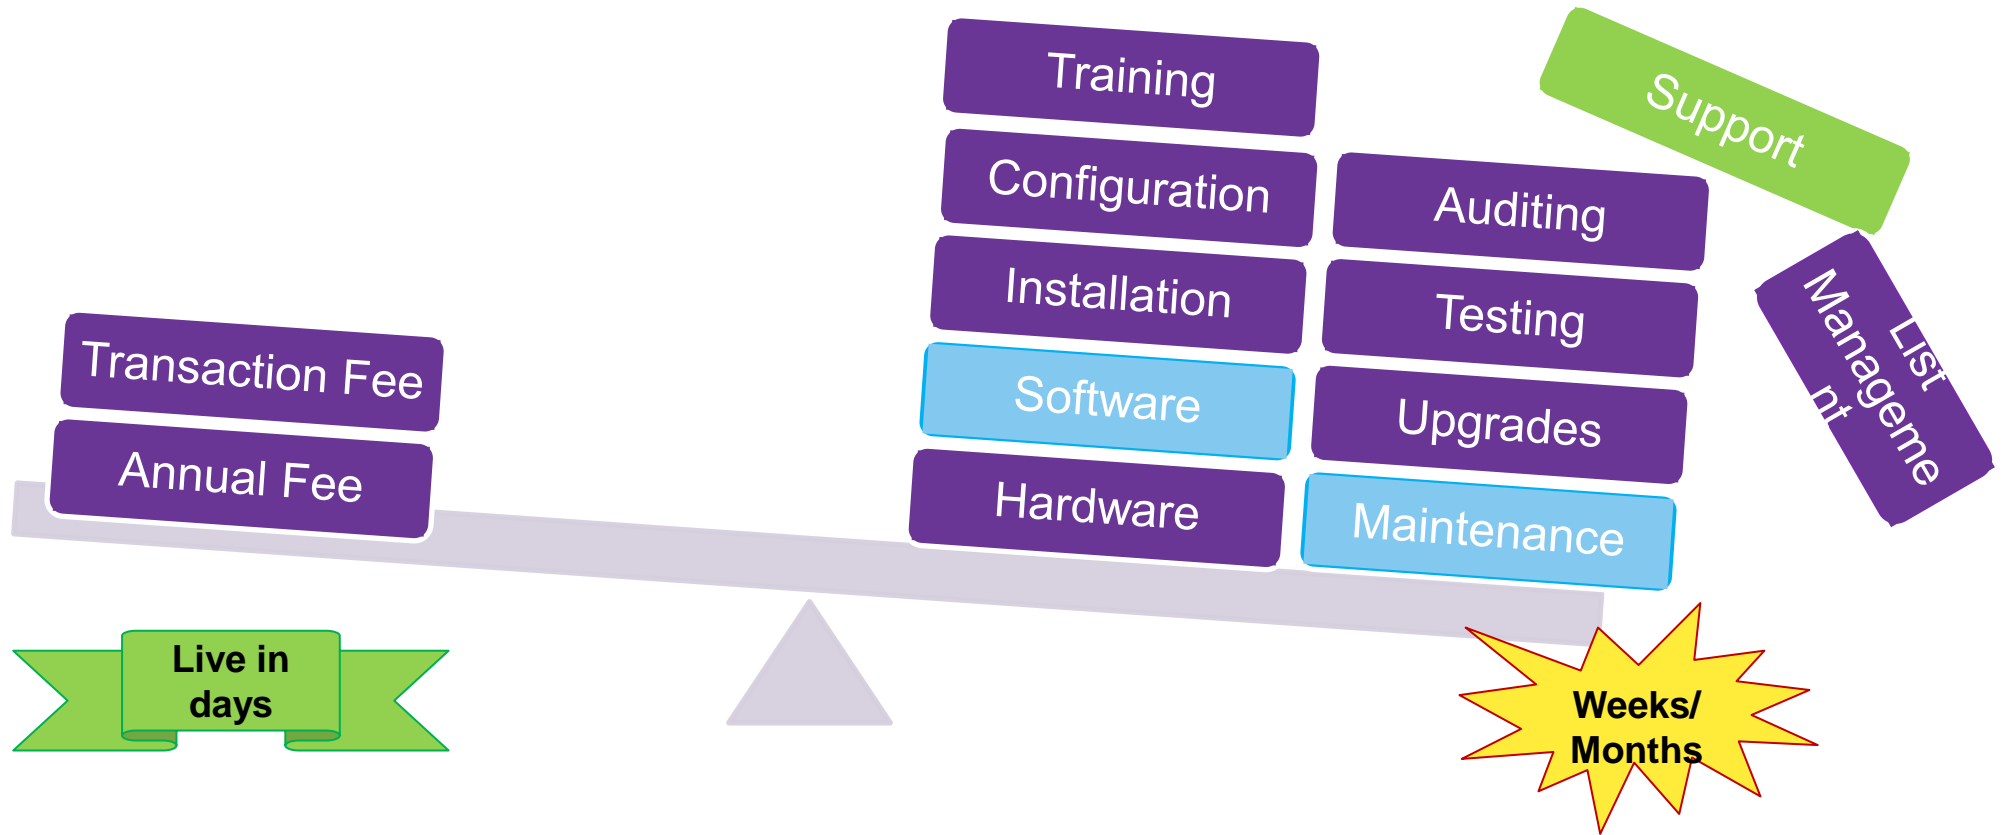 Transaction Fee
Annual Fee
Live in
days
Training
Configuration
Installation
Software
Hardware
Auditing
Testing
Upgrades
Maintenance
Support
List
Manageme
nt
Weeks/
Months